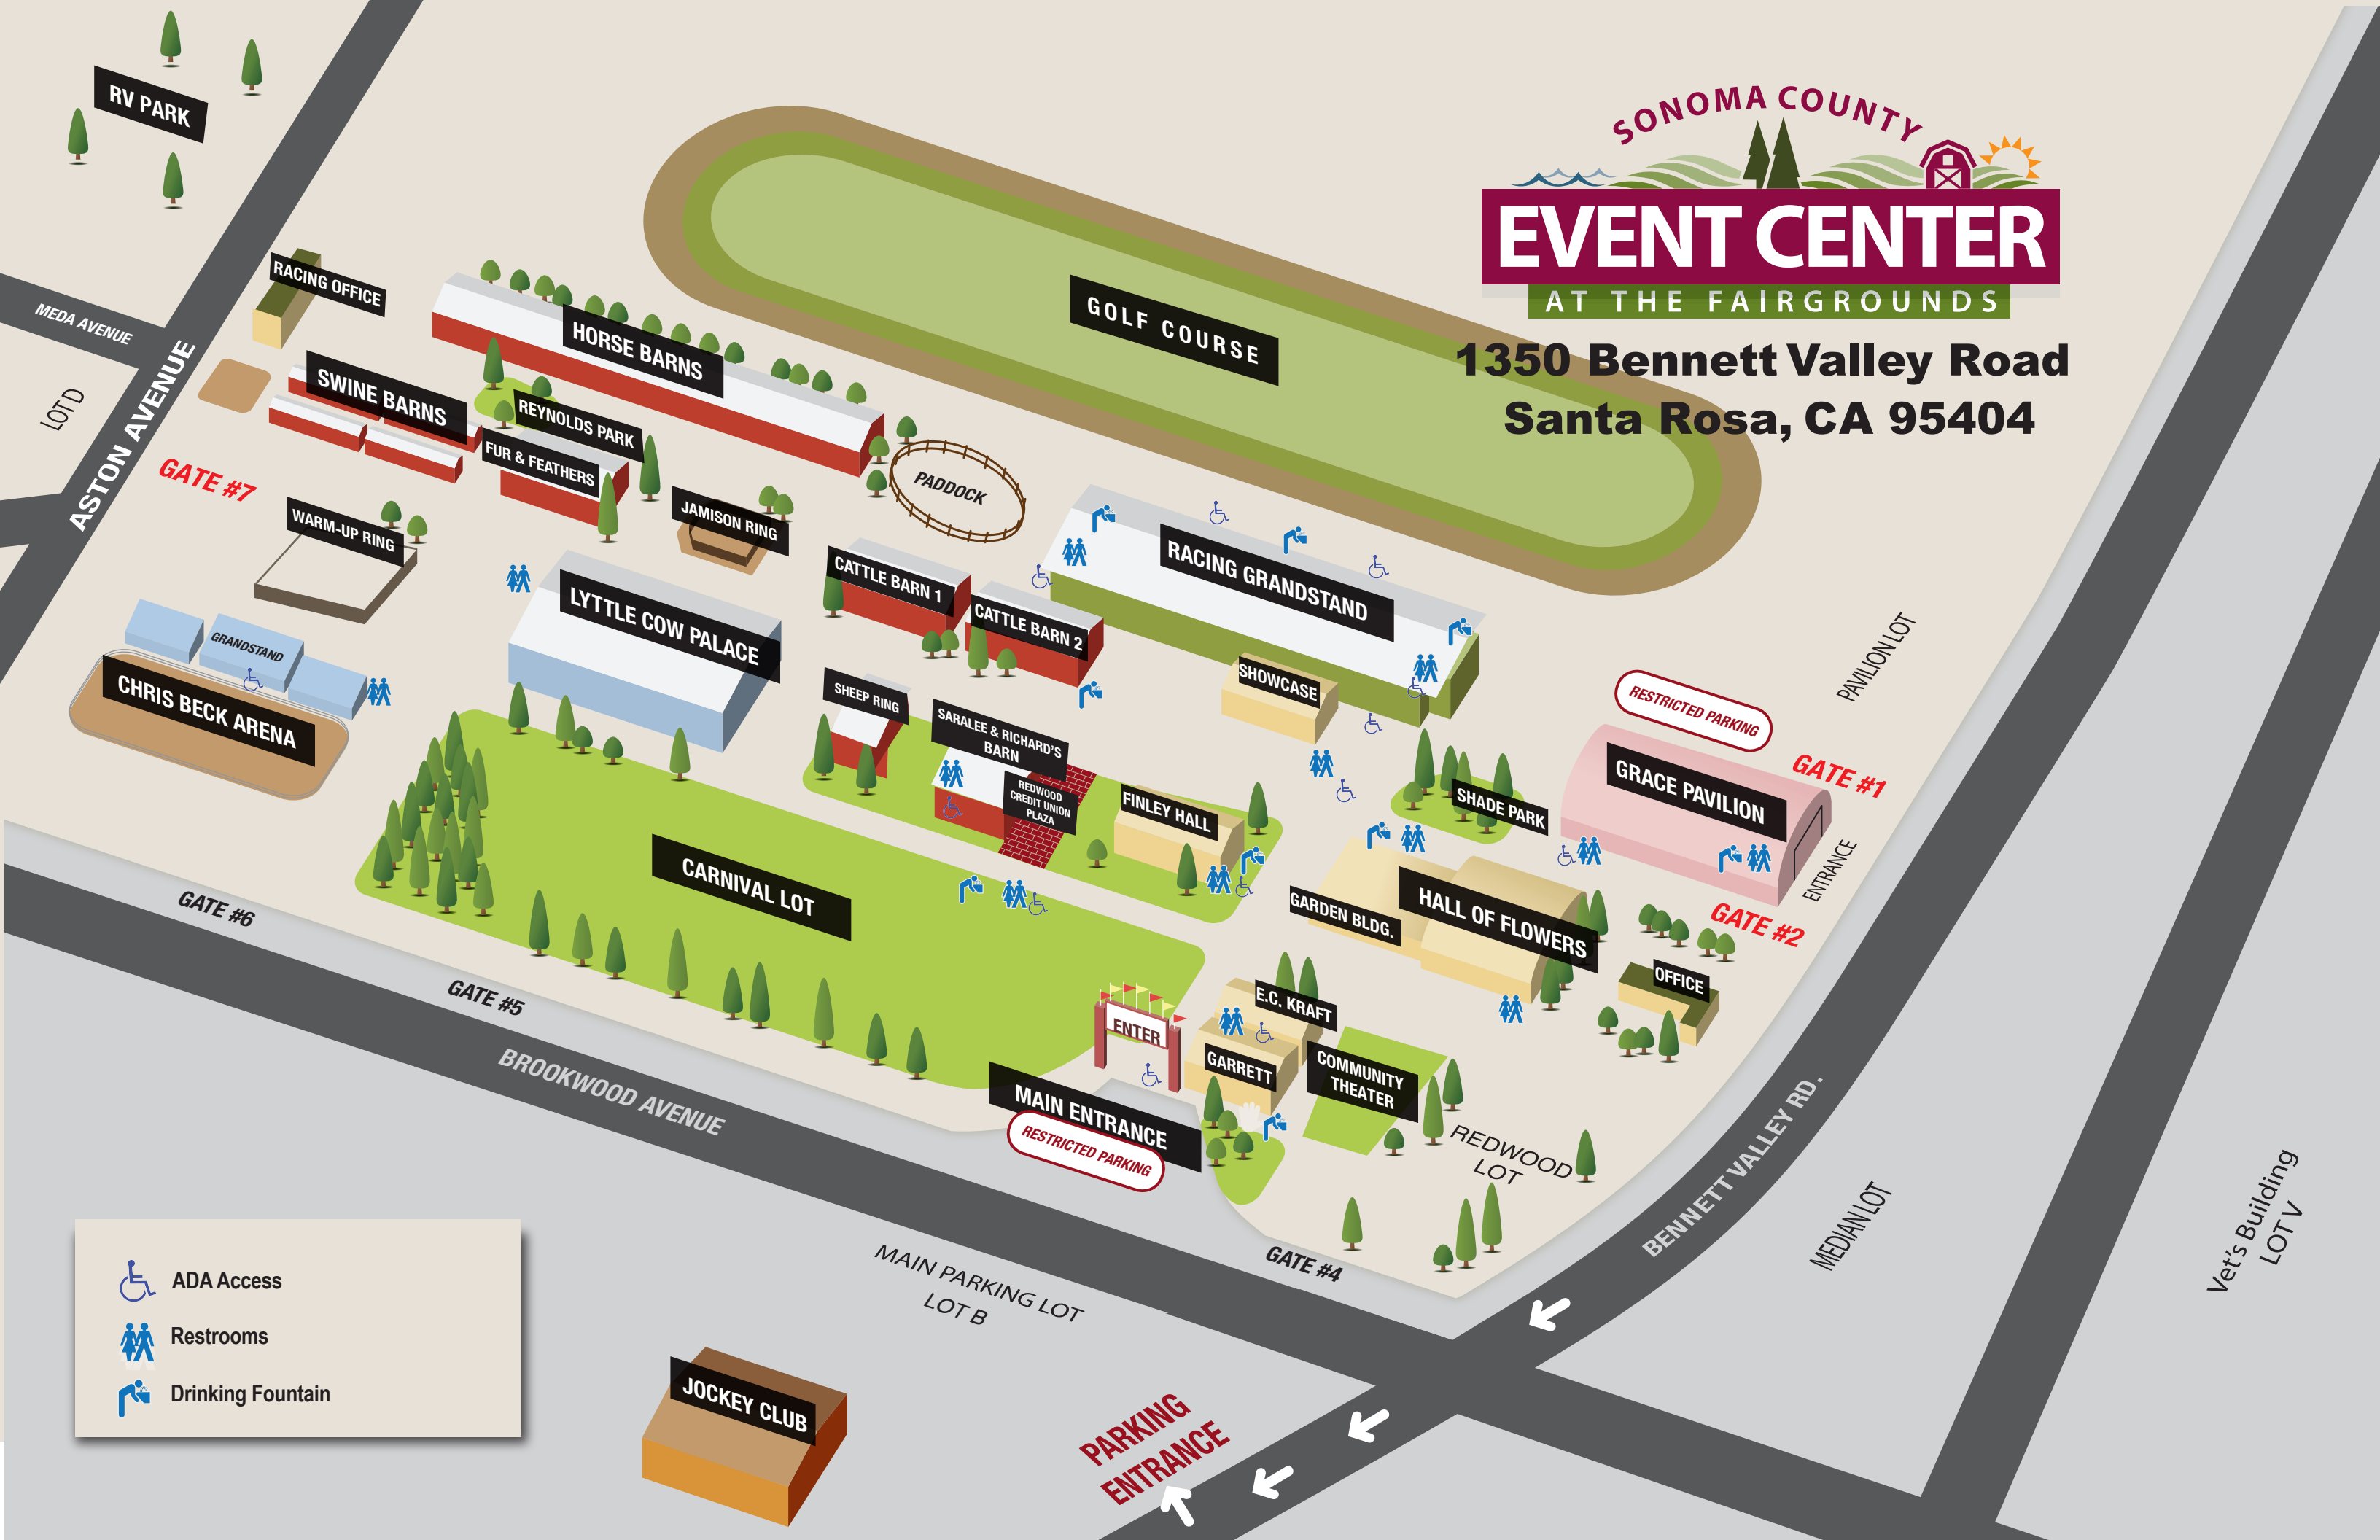 SONOMA COUNTY
EVENT CENTER
AT THE FAIRGROUNDS
1350 Bennett Valley Road
Santa Rosa, CA 95404
RV PARK
RACING OFFICE
MEDA AVENUE
LOT D
ASTON AVENUE
GATE #7
HORSE BARNS
SWINE BARNS
REYNOLDS PARK
FUR & FEATHERS
GOLF COURSE
PADDOCK
JAMISON RING
WARM-UP RING
CATTLE BARN 1
CATTLE BARN 2
RACING GRANDSTAND
LYTTLE COW PALACE
GRANDSTAND
CHRIS BECK ARENA
SHEEP RING
SARALEE & RICHARD'S
BARN
REDWOOD
CREDIT UNION
PLAZA
SHOWCASE
FINLEY HALL
SHADE PARK
PAVILION LOT
RESTRICTED PARKING
GRACE PAVILION
GATE #1
ENTRANCE
GATE #2
CARNIVAL LOT
GARDEN BLDG.
HALL OF FLOWERS
OFFICE
E.C. KRAFT
GARRETT
COMMUNITY
THEATER
ENTER
MAIN ENTRANCE
RESTRICTED PARKING
GATE #6
GATE #5
BROOKWOOD AVENUE
REDWOOD
LOT
GATE #4
BENNETT VALLEY RD.
MEDIAN LOT
Vet's Building
LOT V
MAIN PARKING LOT
LOT B
JOCKEY CLUB
PARKING
ENTRANCE
ADA Access
Restrooms
Drinking Fountain